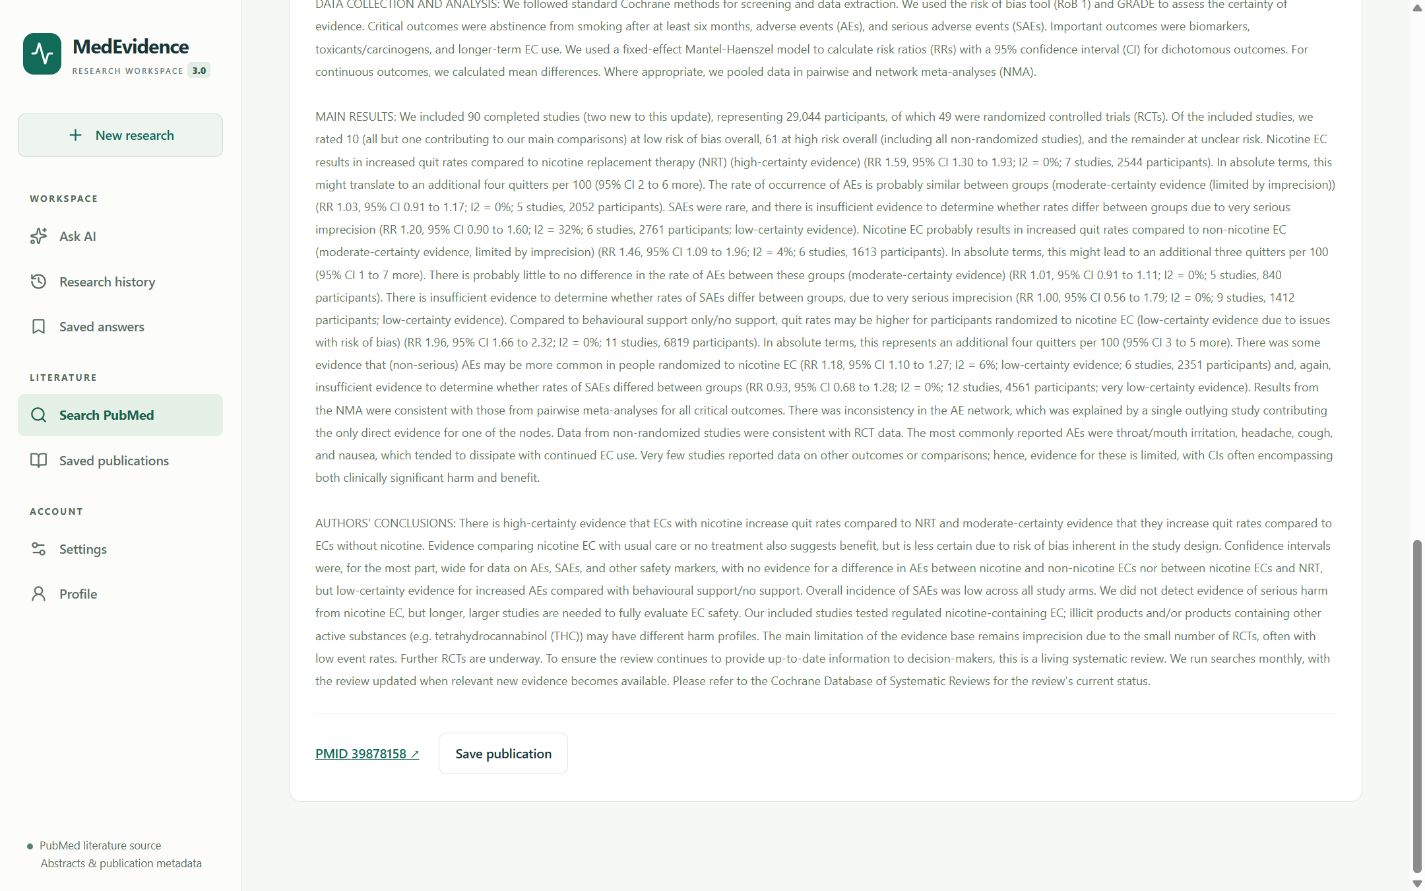 MedEvidence
RESEARCH WORKSPACE 3.0
New research
WORKSPACE
Ask AI
Research history
Saved answers
LITERATURE
Search PubMed
Saved publications
ACCOUNT
Settings
Profile
PubMed literature source
Abstracts & publication metadata
DATA COLLECTION AND ANALYSIS: We followed standard Cochrane methods for screening and data extraction. We used the risk of bias tool (RoB 1) and GRADE to assess the certainty of
evidence. Critical outcomes were abstinence from smoking after at least six months, adverse events (AEs), and serious adverse events (SAEs). Important outcomes were biomarkers,
toxicants/carcinogens, and longer-term EC use. We used a fixed-effect Mantel-Haenszel model to calculate risk ratios (RRs) with a 95% confidence interval (CI) for dichotomous outcomes. For
continuous outcomes, we calculated mean differences. Where appropriate, we pooled data in pairwise and network meta-analyses (NMA).
MAIN RESULTS: We included 90 completed studies (two new to this update), representing 29,044 participants, of which 49 were randomized controlled trials (RCTs). Of the included studies, we
rated 10 (all but one contributing to our main comparisons) at low risk of bias overall, 61 at high risk overall (including all non-randomized studies), and the remainder at unclear risk. Nicotine EC
results in increased quit rates compared to nicotine replacement therapy (NRT) (high-certainty evidence) (RR 1.59, 95% CI 1.30 to 1.93; I2 = 0%; 7 studies, 2544 participants). In absolute terms, this
might translate to an additional four quitters per 100 (95% CI 2 to 6 more). The rate of occurrence of AEs is probably similar between groups (moderate-certainty evidence (limited by imprecision))
(RR 1.03, 95% CI 0.91 to 1.17; I2 = 0%; 5 studies, 2052 participants). SAEs were rare, and there is insufficient evidence to determine whether rates differ between groups due to very serious
imprecision (RR 1.20, 95% CI 0.90 to 1.60; I2 = 32%; 6 studies, 2761 participants; low-certainty evidence). Nicotine EC probably results in increased quit rates compared to non-nicotine EC
(moderate-certainty evidence, limited by imprecision) (RR 1.46, 95% CI 1.09 to 1.96; I2 = 4%; 6 studies, 1613 participants). In absolute terms, this might lead to an additional three quitters per 100
(95% CI 1 to 7 more). There is probably little to no difference in the rate of AEs between these groups (moderate-certainty evidence) (RR 1.01, 95% CI 0.91 to 1.11; I2 = 0%; 5 studies, 840
participants). There is insufficient evidence to determine whether rates of SAEs differ between groups, due to very serious imprecision (RR 1.00, 95% CI 0.56 to 1.79; I2 = 0%; 9 studies, 1412
participants; low-certainty evidence). Compared to behavioural support only/no support, quit rates may be higher for participants randomized to nicotine EC (low-certainty evidence due to issues
with risk of bias) (RR 1.96, 95% CI 1.66 to 2.32; I2 = 0%; 11 studies, 6819 participants). In absolute terms, this represents an additional four quitters per 100 (95% CI 3 to 5 more). There was some
evidence that (non-serious) AEs may be more common in people randomized to nicotine EC (RR 1.18, 95% CI 1.10 to 1.27; I2 = 6%; low-certainty evidence; 6 studies, 2351 participants) and, again,
insufficient evidence to determine whether rates of SAEs differed between groups (RR 0.93, 95% CI 0.68 to 1.28; I2 = 0%; 12 studies, 4561 participants; very low-certainty evidence). Results from
the NMA were consistent with those from pairwise meta-analyses for all critical outcomes. There was inconsistency in the AE network, which was explained by a single outlying study contributing
the only direct evidence for one of the nodes. Data from non-randomized studies were consistent with RCT data. The most commonly reported AEs were throat/mouth irritation, headache, cough,
and nausea, which tended to dissipate with continued EC use. Very few studies reported data on other outcomes or comparisons; hence, evidence for these is limited, with CIs often encompassing
both clinically significant harm and benefit.
AUTHORS' CONCLUSIONS: There is high-certainty evidence that ECs with nicotine increase quit rates compared to NRT and moderate-certainty evidence that they increase quit rates compared to
ECs without nicotine. Evidence comparing nicotine EC with usual care or no treatment also suggests benefit, but is less certain due to risk of bias inherent in the study design. Confidence intervals
were, for the most part, wide for data on AEs, SAEs, and other safety markers, with no evidence for a difference in AEs between nicotine and non-nicotine ECs nor between nicotine ECs and NRT,
but low-certainty evidence for increased AEs compared with behavioural support/no support. Overall incidence of SAEs was low across all study arms. We did not detect evidence of serious harm
from nicotine EC, but longer, larger studies are needed to fully evaluate EC safety. Our included studies tested regulated nicotine-containing EC; illicit products and/or products containing other
active substances (e.g. tetrahydrocannabinol (THC)) may have different harm profiles. The main limitation of the evidence base remains imprecision due to the small number of RCTs, often with
low event rates. Further RCTs are underway. To ensure the review continues to provide up-to-date information to decision-makers, this is a living systematic review. We run searches monthly, with
the review updated when relevant new evidence becomes available. Please refer to the Cochrane Database of Systematic Reviews for the review's current status.
PMID 39878158 ↗
Save publication